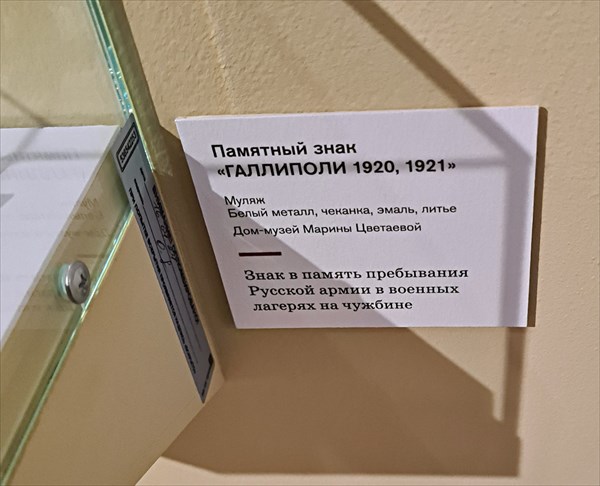 Памятный знак
«ГАЛЛИПОЛИ 1920, 1921»
Муляж
Белый металл, чеканка, эмаль, литье
Дом-музей Марины Цветаевой
Знак в память пребывания
Русской армии в военных
лагерях на чужбине